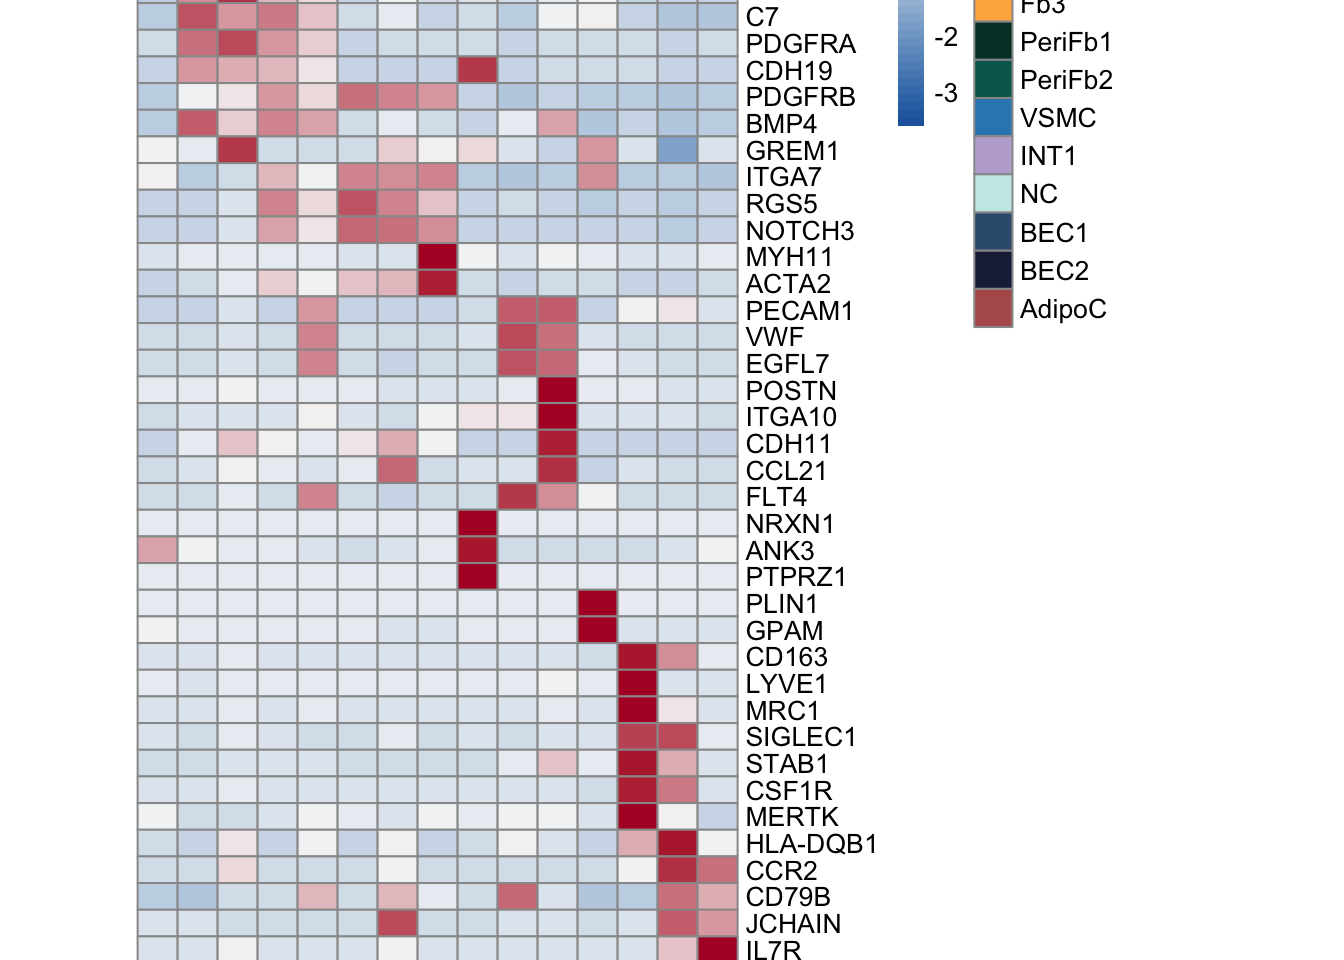 C7
PDGFRA
CDH19
PDGFRB
BMP4
GREM1
ITGA7
RGS5
NOTCH3
MYH11
ACTA2
PECAM1
VWF
EGFL7
POSTN
ITGA10
CDH11
CCL21
FLT4
NRXN1
ANK3
PTPRZ1
PLIN1
GPAM
CD163
LYVE1
MRC1
SIGLEC1
STAB1
CSF1R
MERTK
HLA-DQB1
CCR2
CD79B
JCHAIN
IL7R
-2
-3
Fb3
PeriFb1
PeriFb2
VSMC
INT1
NC
BEC1
BEC2
AdipoC